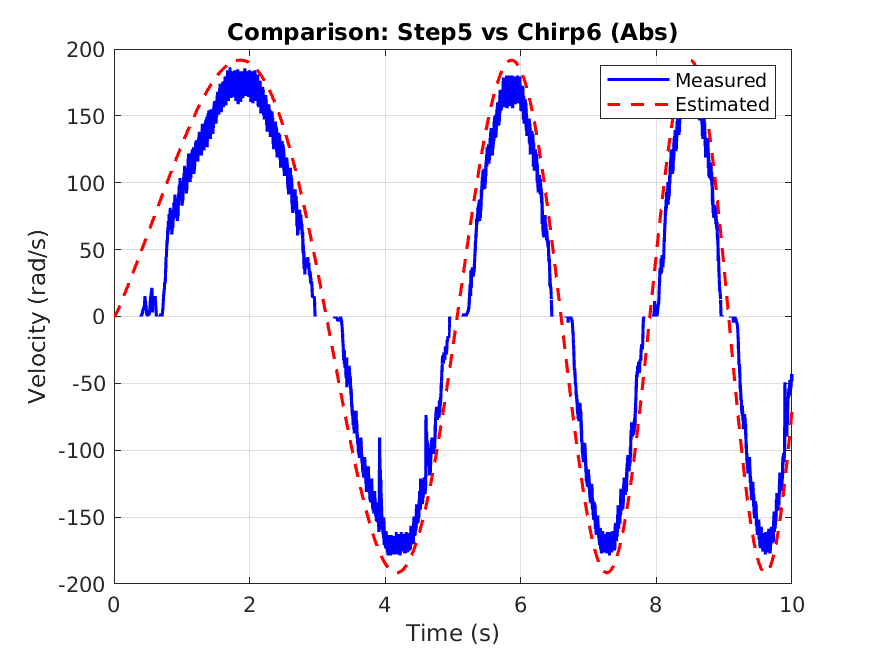 Comparison: Step5 vs Chirp6 (Abs)
Measured
Estimated
Velocity (rad/s)
200
150
100
50
0
-50
-100
-150
-200
0 2 4 6 8 10
Time (s)